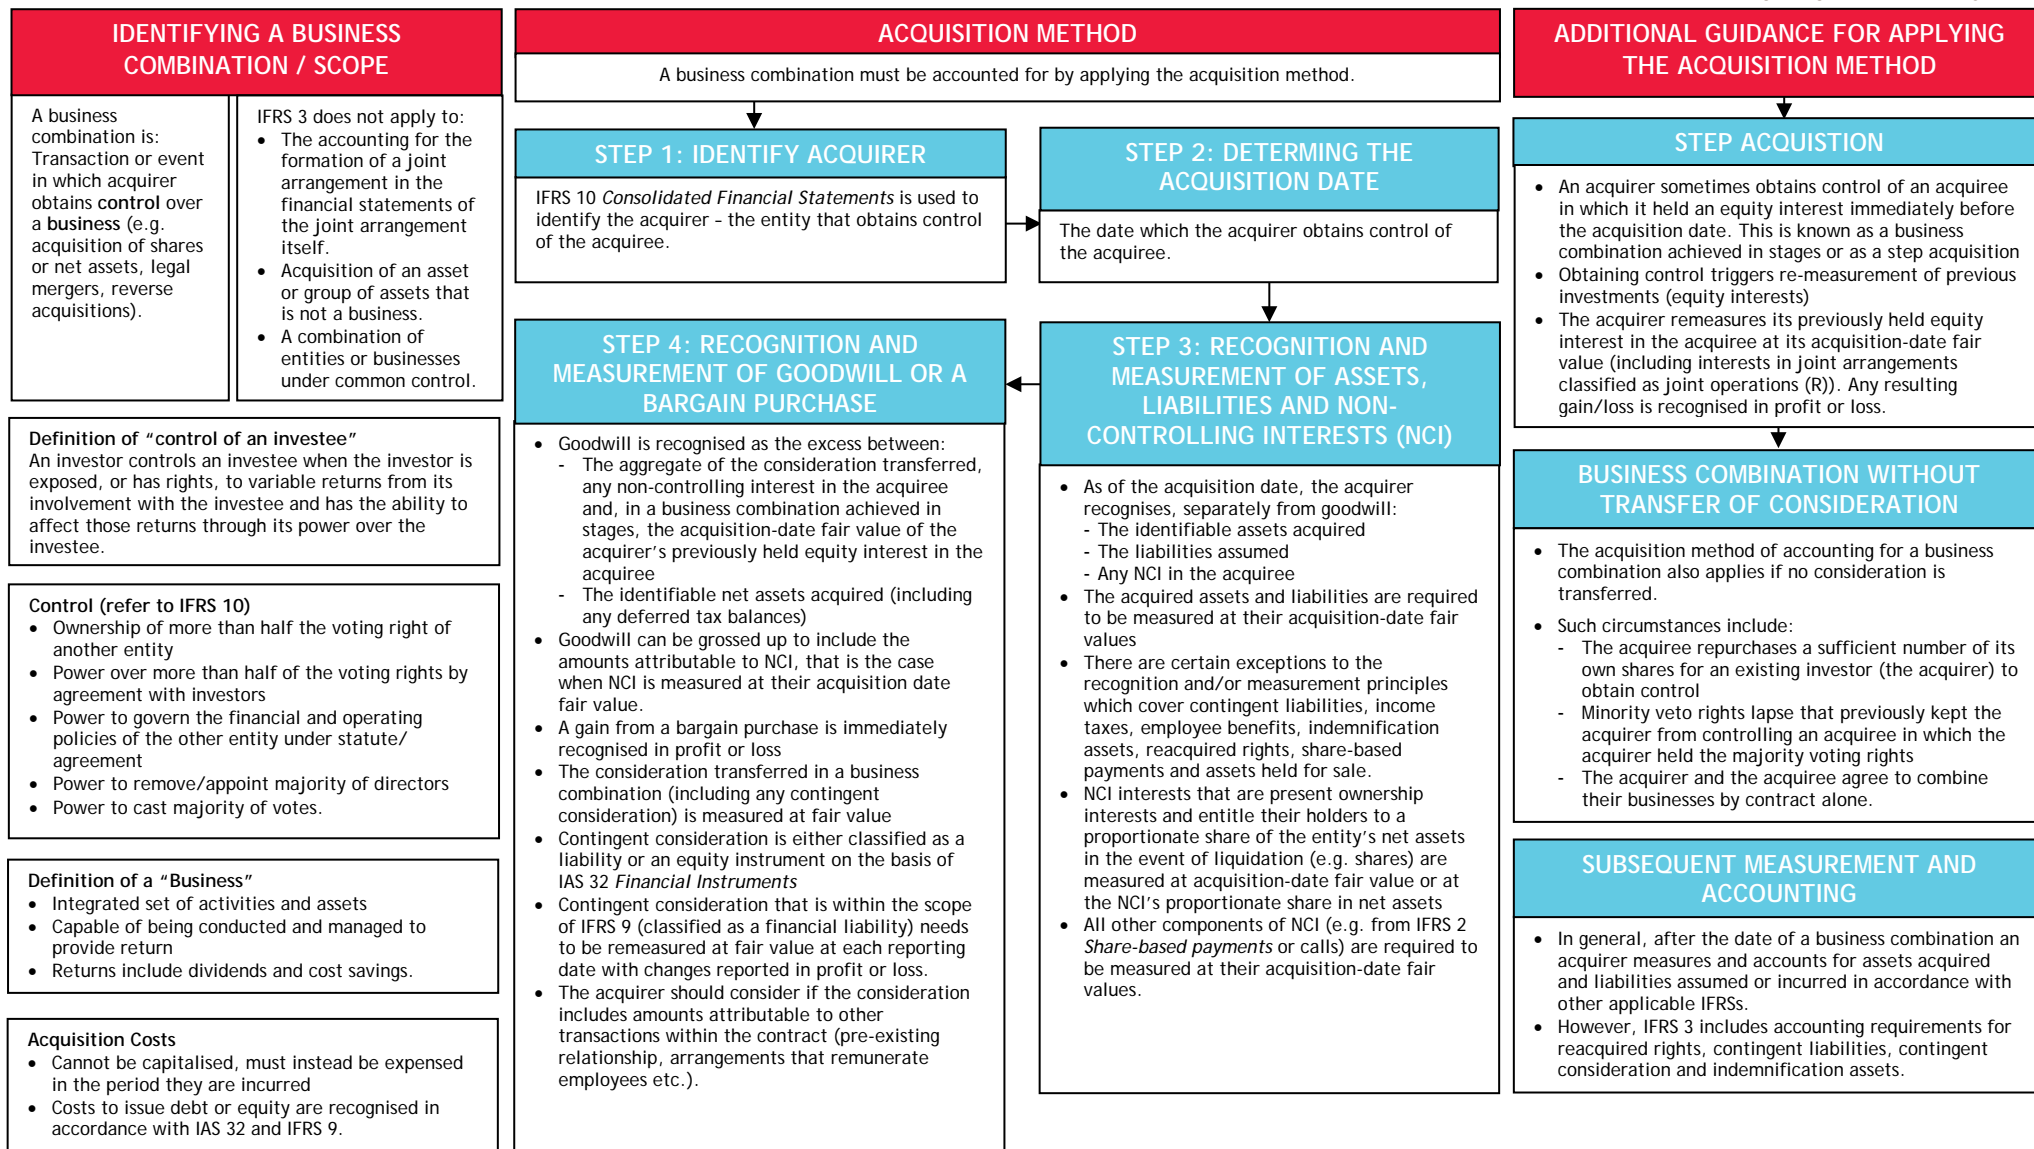 IDENTIFYING A BUSINESS
COMBINATION / SCOPE
A business
combination is:
Transaction or event
in which acquirer
obtains control over
a business (e.g.
acquisition of shares
or net assets, legal
mergers, reverse
acquisitions).
IFRS 3 does not apply to:
• The accounting for the
formation of a joint
arrangement in the
financial statements of
the joint arrangement
itself.
• Acquisition of an asset
or group of assets that
is not a business.
• A combination of
entities or businesses
under common control.
Definition of “control of an investee”
An investor controls an investee when the investor is
exposed, or has rights, to variable returns from its
involvement with the investee and has the ability to
affect those returns through its power over the
investee.
Control (refer to IFRS 10)
• Ownership of more than half the voting right of
another entity
• Power over more than half of the voting rights by
agreement with investors
• Power to govern the financial and operating
policies of the other entity under statute/
agreement
• Power to remove/appoint majority of directors
• Power to cast majority of votes.
Definition of a “Business”
• Integrated set of activities and assets
• Capable of being conducted and managed to
provide return
• Returns include dividends and cost savings.
Acquisition Costs
• Cannot be capitalised, must instead be expensed
in the period they are incurred
• Costs to issue debt or equity are recognised in
accordance with IAS 32 and IFRS 9.
ACQUISITION METHOD
A business combination must be accounted for by applying the acquisition method.
STEP 1: IDENTIFY ACQUIRER
IFRS 10 Consolidated Financial Statements is used to
identify the acquirer – the entity that obtains control
of the acquiree.
STEP 2: DETERMING THE
ACQUISITION DATE
The date which the acquirer obtains control of
the acquiree.
STEP 3: RECOGNITION AND
MEASUREMENT OF ASSETS,
LIABILITIES AND NON-
CONTROLLING INTERESTS (NCI)
• As of the acquisition date, the acquirer
recognises, separately from goodwill:
- The identifiable assets acquired
- The liabilities assumed
- Any NCI in the acquiree
• The acquired assets and liabilities are required
to be measured at their acquisition-date fair
values
• There are certain exceptions to the
recognition and/or measurement principles
which cover contingent liabilities, income
taxes, employee benefits, indemnification
assets, reacquired rights, share-based
payments and assets held for sale.
• NCI interests that are present ownership
interests and entitle their holders to a
proportionate share of the entity’s net assets
in the event of liquidation (e.g. shares) are
measured at acquisition-date fair value or at
the NCI’s proportionate share in net assets
• All other components of NCI (e.g. from IFRS 2
Share-based payments or calls) are required to
be measured at their acquisition-date fair
values.
STEP 4: RECOGNITION AND
MEASUREMENT OF GOODWILL OR A
BARGAIN PURCHASE
• Goodwill is recognised as the excess between:
- The aggregate of the consideration transferred,
any non-controlling interest in the acquiree
and, in a business combination achieved in
stages, the acquisition-date fair value of the
acquirer’s previously held equity interest in the
acquiree
- The identifiable net assets acquired (including
any deferred tax balances)
• Goodwill can be grossed up to include the
amounts attributable to NCI, that is the case
when NCI is measured at their acquisition date
fair value.
• A gain from a bargain purchase is immediately
recognised in profit or loss
• The consideration transferred in a business
combination (including any contingent
consideration) is measured at fair value
• Contingent consideration is either classified as a
liability or an equity instrument on the basis of
IAS 32 Financial Instruments
• Contingent consideration that is within the scope
of IFRS 9 (classified as a financial liability) needs
to be remeasured at fair value at each reporting
date with changes reported in profit or loss.
• The acquirer should consider if the consideration
includes amounts attributable to other
transactions within the contract (pre-existing
relationship, arrangements that remunerate
employees etc.).
ADDITIONAL GUIDANCE FOR APPLYING
THE ACQUISITION METHOD
STEP ACQUISTION
• An acquirer sometimes obtains control of an acquiree
in which it held an equity interest immediately before
the acquisition date. This is known as a business
combination achieved in stages or as a step acquisition
• Obtaining control triggers re-measurement of previous
investments (equity interests)
• The acquirer remeasures its previously held equity
interest in the acquiree at its acquisition-date fair
value (including interests in joint arrangements
classified as joint operations (R)). Any resulting
gain/loss is recognised in profit or loss.
BUSINESS COMBINATION WITHOUT
TRANSFER OF CONSIDERATION
• The acquisition method of accounting for a business
combination also applies if no consideration is
transferred.
• Such circumstances include:
- The acquiree repurchases a sufficient number of its
own shares for an existing investor (the acquirer) to
obtain control
- Minority veto rights lapse that previously kept the
acquirer from controlling an acquiree in which the
acquirer held the majority voting rights
- The acquirer and the acquiree agree to combine
their businesses by contract alone.
SUBSEQUENT MEASUREMENT AND
ACCOUNTING
• In general, after the date of a business combination an
acquirer measures and accounts for assets acquired
and liabilities assumed or incurred in accordance with
other applicable IFRSs.
• However, IFRS 3 includes accounting requirements for
reacquired rights, contingent liabilities, contingent
consideration and indemnification assets.